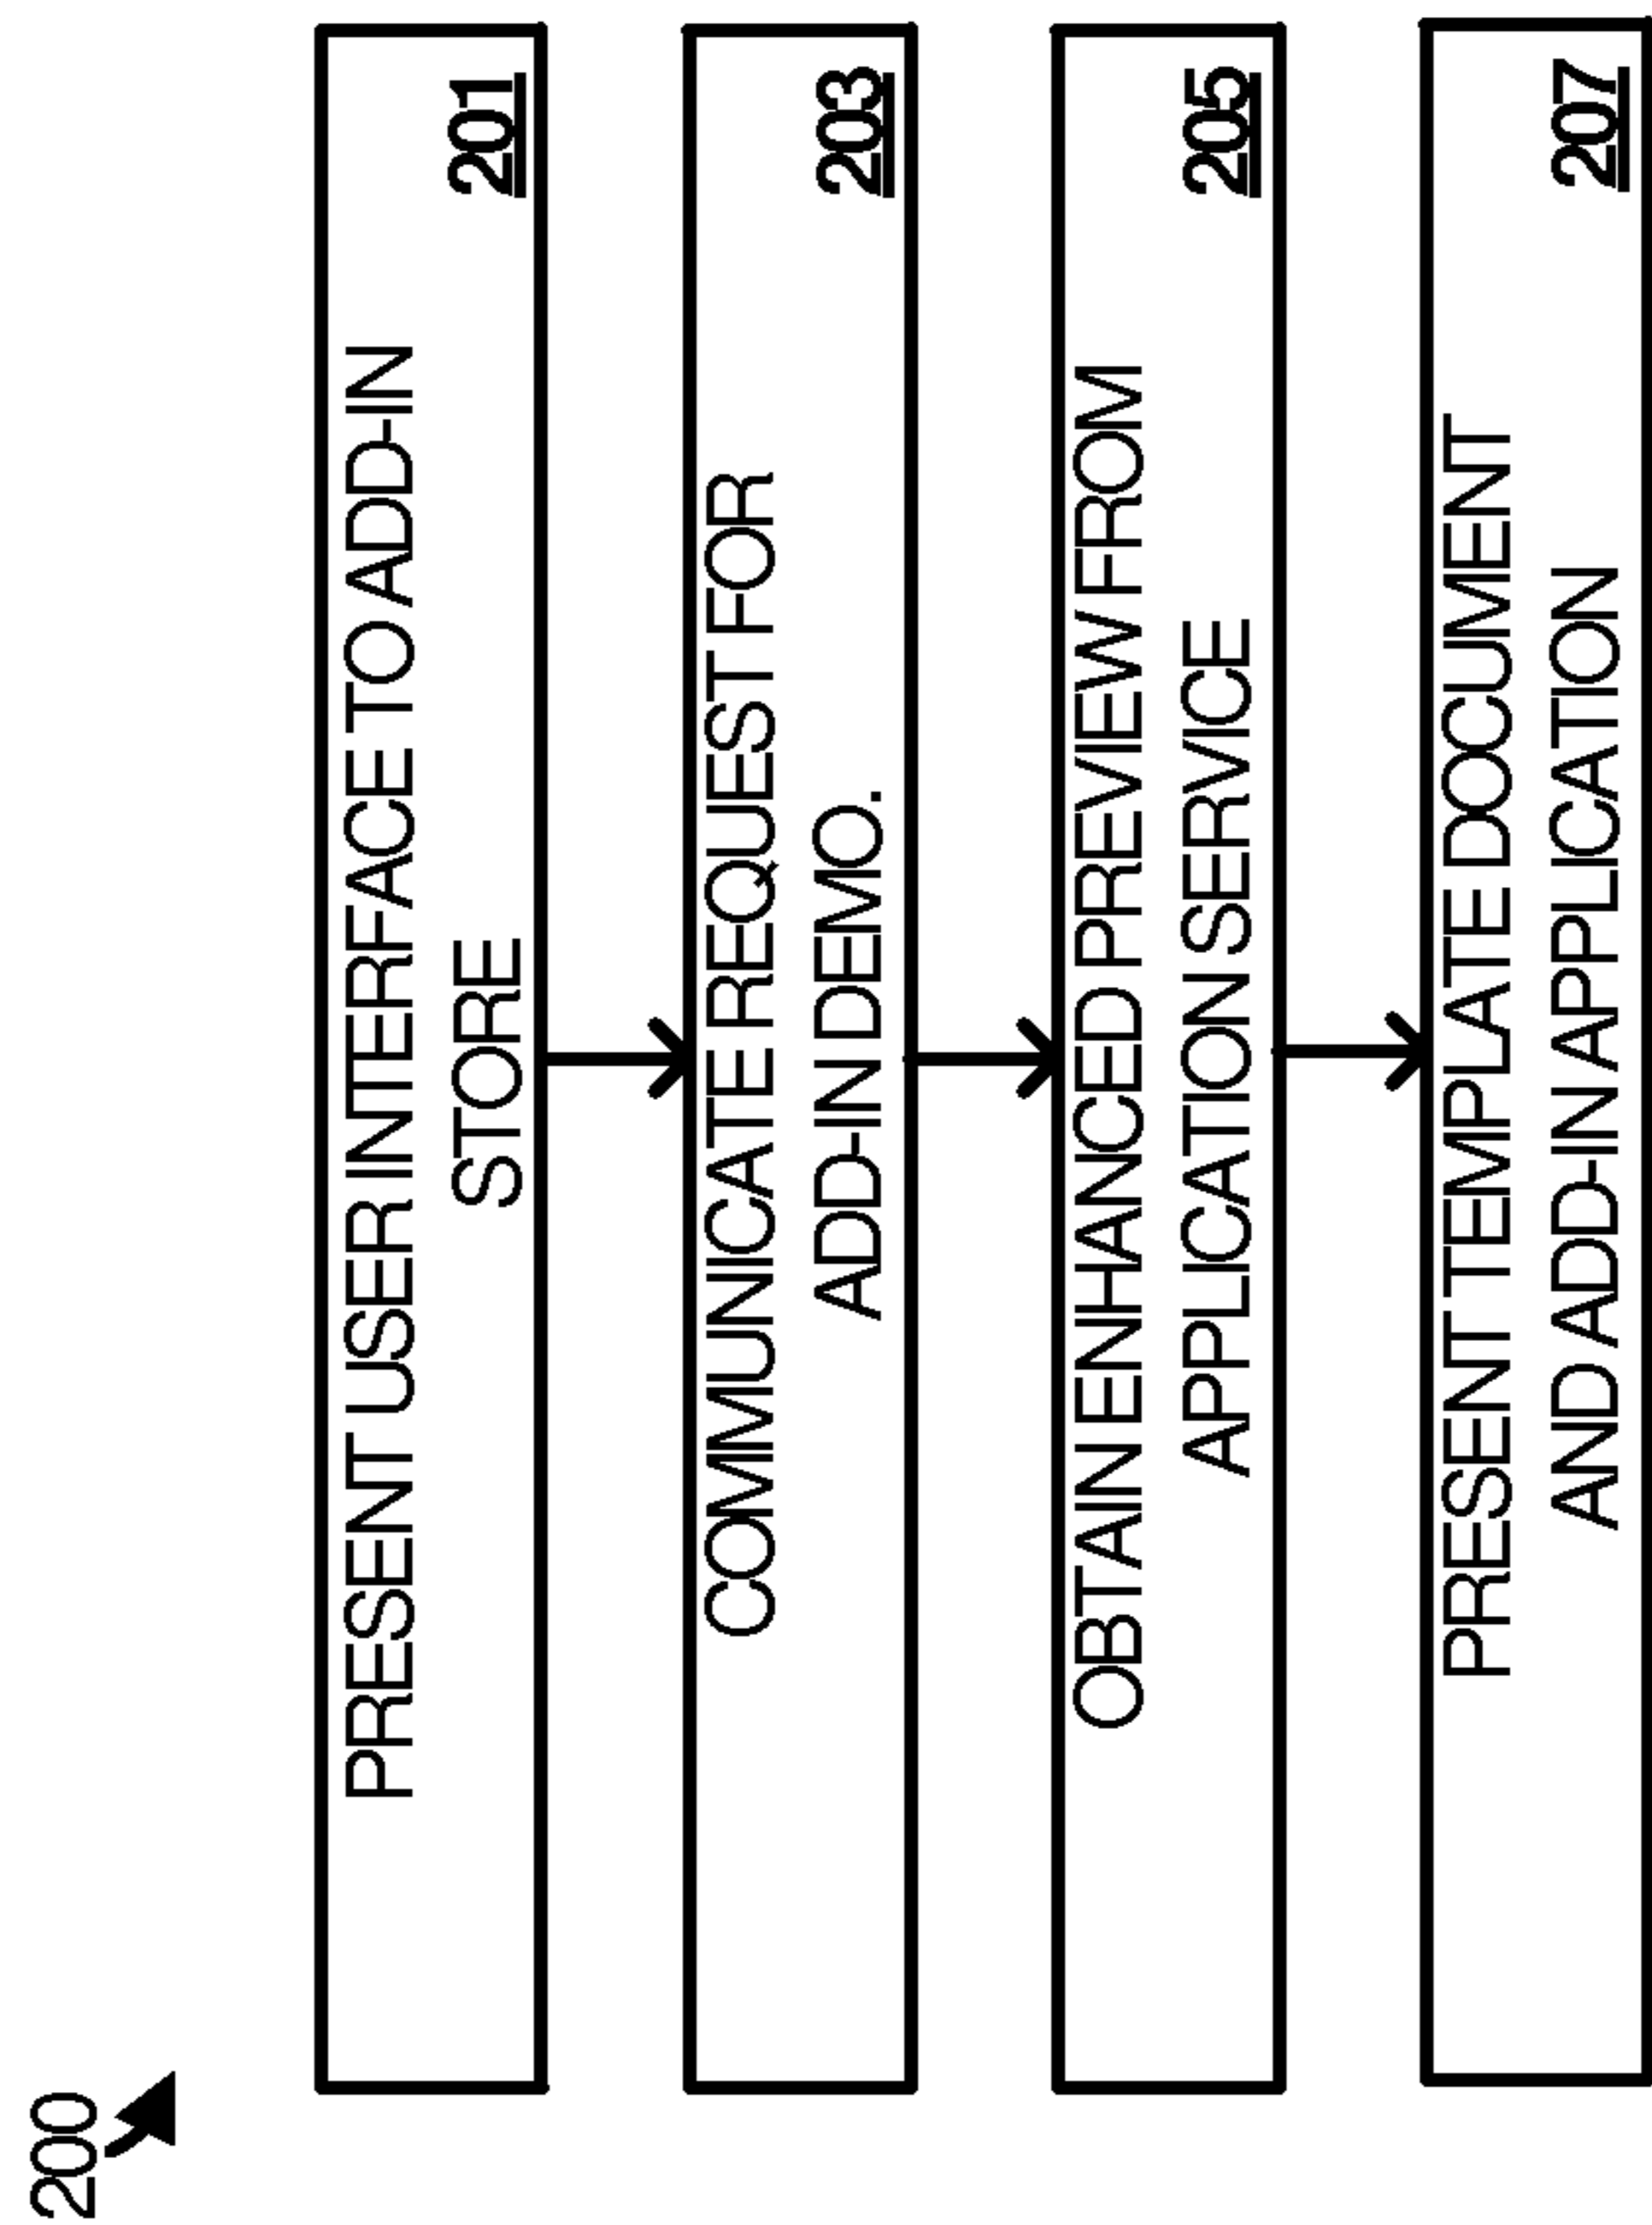 200
PRESENT USER INTERFACE TO ADD-IN
STORE
201
COMMUNICATE REQUEST FOR
ADD-IN DEMO.
203
OBTAIN ENHANCED PREVIEW FROM
APPLICATION SERVICE
205
PRESENT TEMPLATE DOCUMENT
AND ADD-IN APPLICATION
207